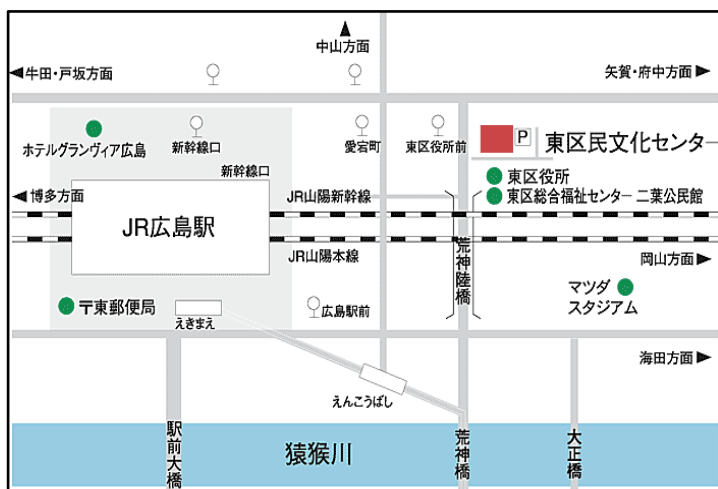 中山方面
牛田・戸坂方面
矢賀・府中方面
ホテルグランヴィア広島
新幹線口
愛宕町
東区役所前
P
東区民文化センター
新幹線口
東区役所
博多方面
JR山陽新幹線
東区総合福祉センター 二葉公民館
JR広島駅
荒神陸橋
JR山陽本線
岡山方面
マツダ
スタジアム
〒東郵便局
えきまえ
広島駅前
海田方面
えんこうばし
駅前大橋
猿猴川
荒神橋
大正橋